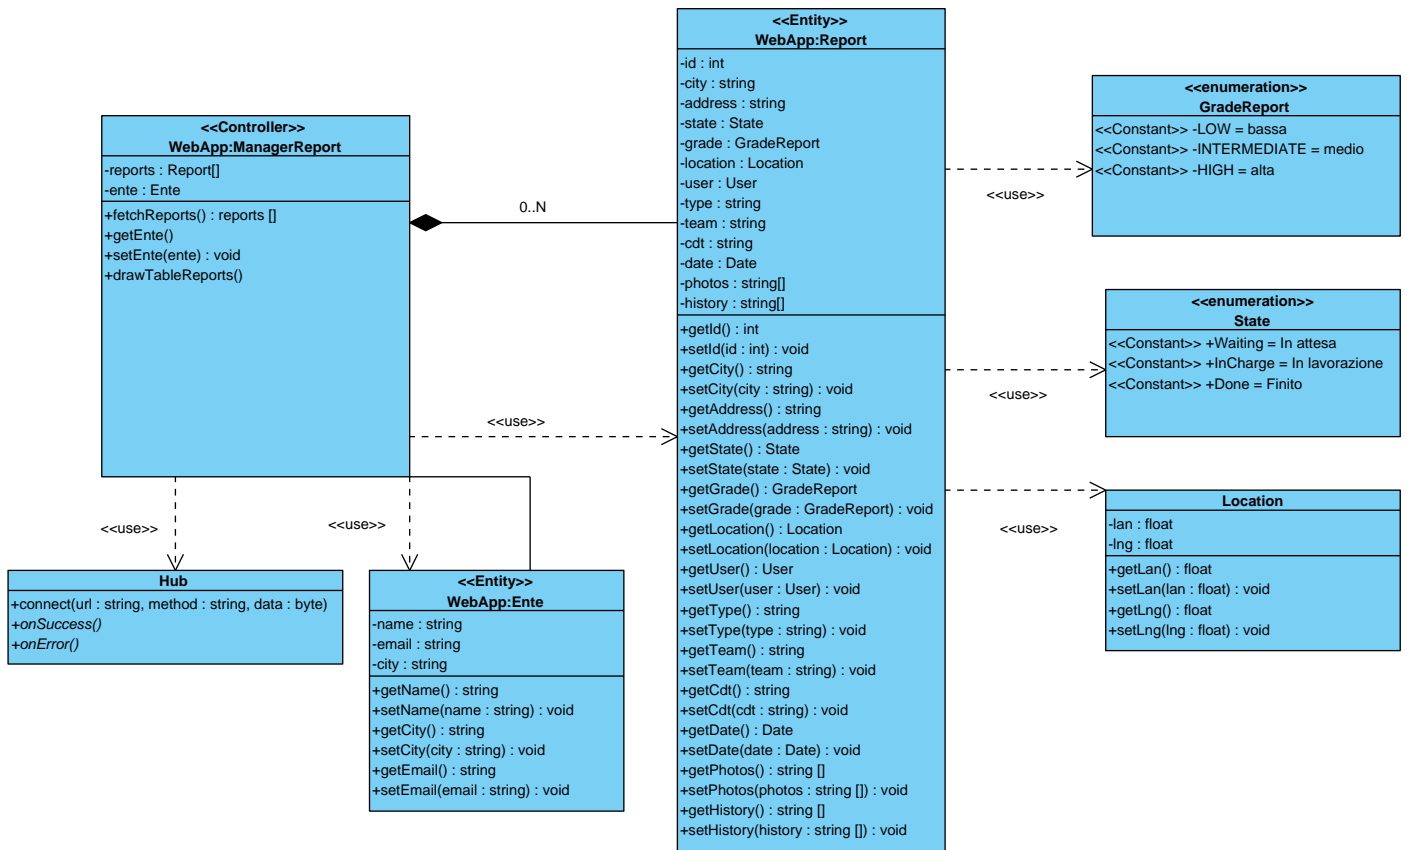 <<Controller>>
WebApp:ManagerReport
-reports : Report[]
-ente : Ente
+fetchReports() : reports []
+getEnte()
+setEnte(ente) : void
+drawTableReports()
0..N
<<use>>
<<use>>
<<use>>
Hub
+connect(url : string, method : string, data : byte)
+onSuccess()
+onError()
<<Entity>>
WebApp:Ente
-name : string
-email : string
-city : string
+getName() : string
+setName(name : string) : void
+getCity() : string
+setCity(city : string) : void
+getEmail() : string
+setEmail(email : string) : void
<<Entity>>
WebApp:Report
-id : int
-city : string
-address : string
-state : State
-grade : GradeReport
-location : Location
-user : User
-type : string
-team : string
-cdt : string
-date : Date
-photos : string[]
-history : string[]
+getId() : int
+setId(id : int) : void
+getCity() : string
+setCity(city : string) : void
+getAddress() : string
+setAddress(address : string) : void
+getState() : State
+setState(state : State) : void
+getGrade() : GradeReport
+setGrade(grade : GradeReport) : void
+getLocation() : Location
+setLocation(location : Location) : void
+getUser() : User
+setUser(user : User) : void
+getType() : string
+setType(type : string) : void
+getTeam() : string
+setTeam(team : string) : void
+getCdt() : string
+setCdt(cdt : string) : void
+getDate() : Date
+setDate(date : Date) : void
+getPhotos() : string []
+setPhotos(photos : string []) : void
+getHistory() : string []
+setHistory(history : string []) : void
<<use>>
<<enumeration>>
GradeReport
<<Constant>> -LOW = bassa
<<Constant>> -INTERMEDIATE = medio
<<Constant>> -HIGH = alta
<<use>>
<<enumeration>>
State
<<Constant>> +Waiting = In attesa
<<Constant>> +InCharge = In lavorazione
<<Constant>> +Done = Finito
<<use>>
Location
-lan : float
-lng : float
+getLan() : float
+setLan(lan : float) : void
+getLng() : float
+setLng(lng : float) : void